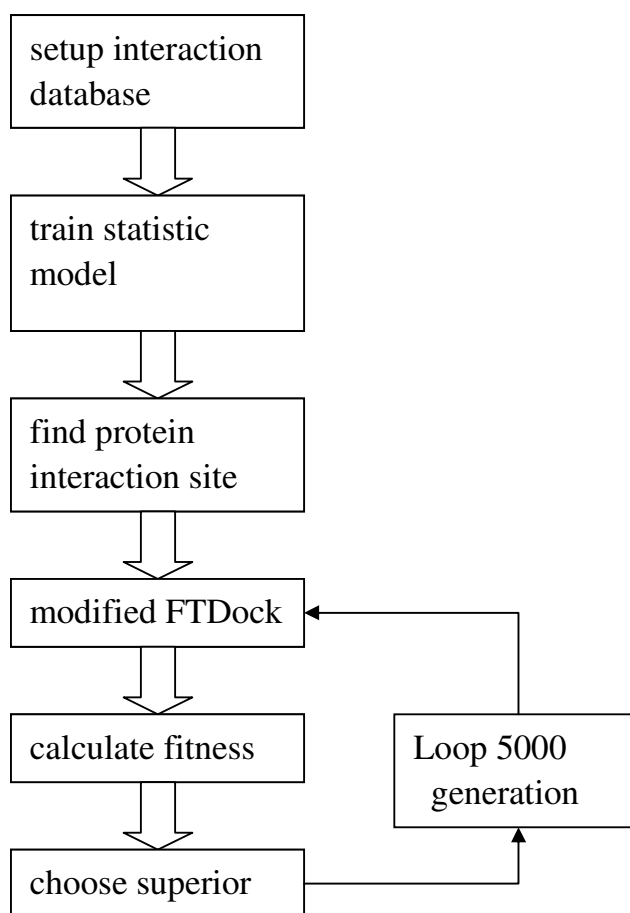 setup interaction
database
train statistic
model
find protein
interaction site
modified FTDock
calculate fitness
Loop 5000
generation
choose superior